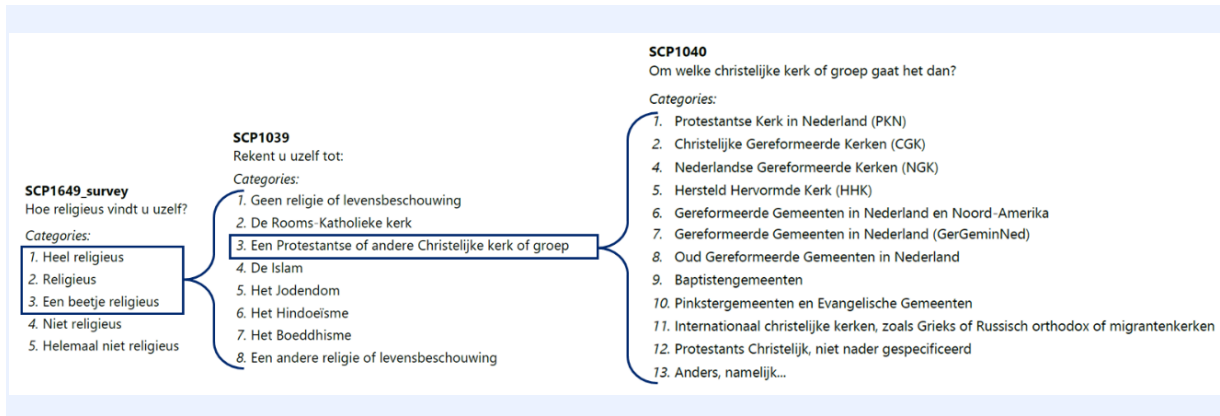 SCP1649_survey
Hoe religieus vindt u uzelf?
Categories:
1. Heel religieus
2. Religieus
3. Een beetje religieus
4. Niet religieus
5. Helemaal niet religieus
SCP1039
Rekent u uzelf tot:
Categories:
1. Geen religie of levensbeschouwing
2. De Rooms-Katholieke kerk
3. Een Protestantse of andere Christelijke kerk of groep
4. De Islam
5. Het Jodendom
6. Het Hindoeïsme
7. Het Boeddhisme
8. Een andere religie of levensbeschouwing
SCP1040
Om welke christelijke kerk of groep gaat het dan?
Categories:
1. Protestantse Kerk in Nederland (PKN)
2. Christelijke Gereformeerde Kerken (CGK)
4. Nederlandse Gereformeerde Kerken (NGK)
5. Hersteld Hervormde Kerk (HHK)
6. Gereformeerde Gemeenten in Nederland en Noord-Amerika
7. Gereformeerde Gemeenten in Nederland (GerGeminNed)
8. Oud Gereformeerde Gemeenten in Nederland
9. Baptistengemeenten
10. Pinkstergemeenten en Evangelische Gemeenten
11. Internationaal christelijke kerken, zoals Grieks of Russisch orthodox of migrantenkerken
12. Protestants Christelijk, niet nader gespecificeerd
13. Anders, namelijk...